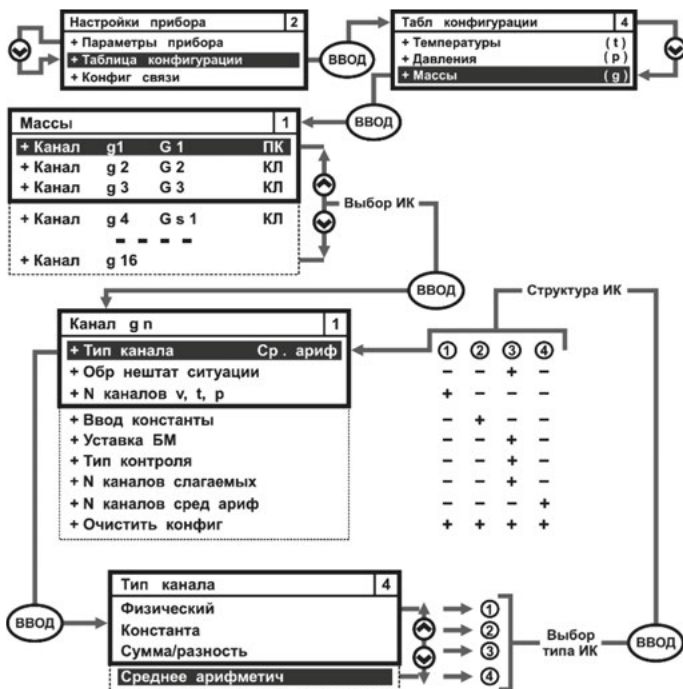 Настройки прибора 2
+ Параметры прибора
+ Таблица конфигурации
+ Конфиг связи
ВВОД
Табл конфигурации 4
+ Температуры (t)
+ Давления (p)
+ Массы (g)
ВВОД
Массы 1
+ Канал g1 G 1 ПК
+ Канал g 2 G 2 КЛ
+ Канал g 3 G 3 КЛ
+ Канал g 4 G s 1 КЛ
- - - -
+ Канал g 16
Выбор ИК
ВВОД
Структура ИК
Канал g n 1
+ Тип канала Ср. ариф ① ② ③ ④
+ Обр нештат ситуации – – + –
+ N каналов v, t, p + – – –
+ Ввод константы – + – –
+ Уставка БМ – – + –
+ Тип контроля – – + –
+ N каналов слагаемых – – + –
+ N каналов сред ариф – – – +
+ Очистить конфиг + + + +
ВВОД
Тип канала 4
Физический ①
Константа ②
Сумма/разность ③
Среднее арифметич ④
Выбор типа ИК
ВВОД